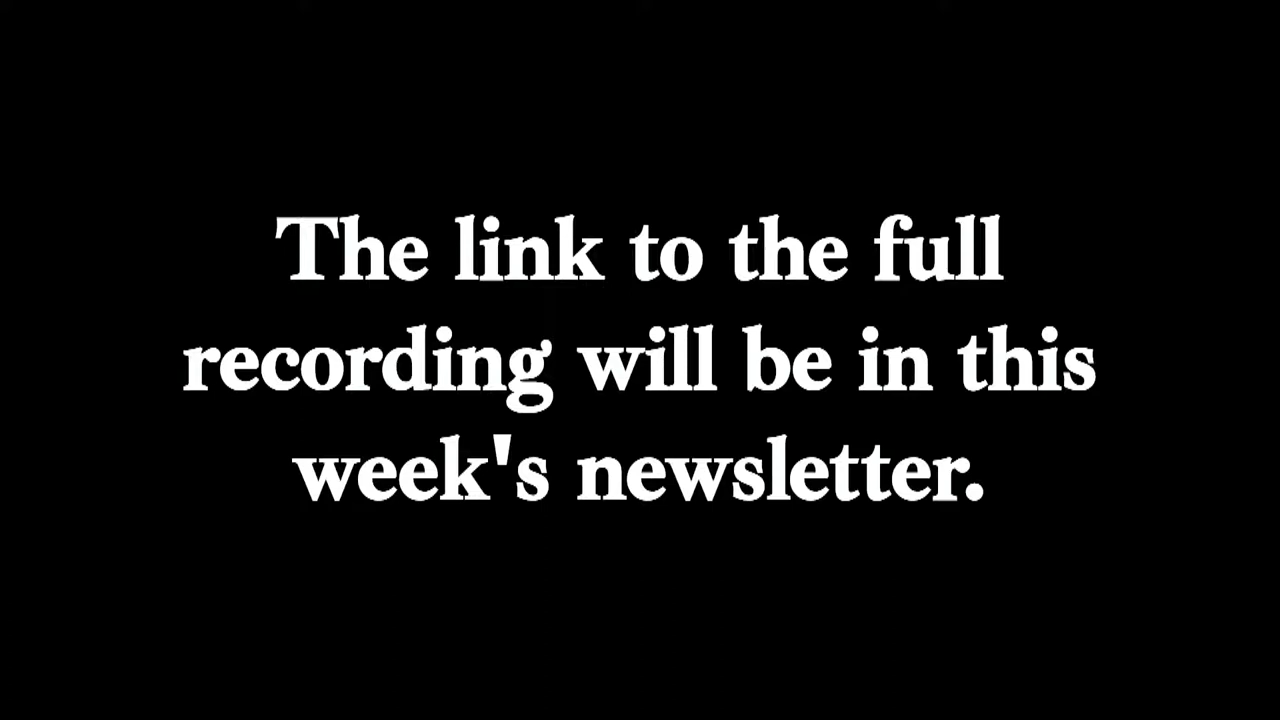 The link to the full
recording will be in this
week's newsletter.